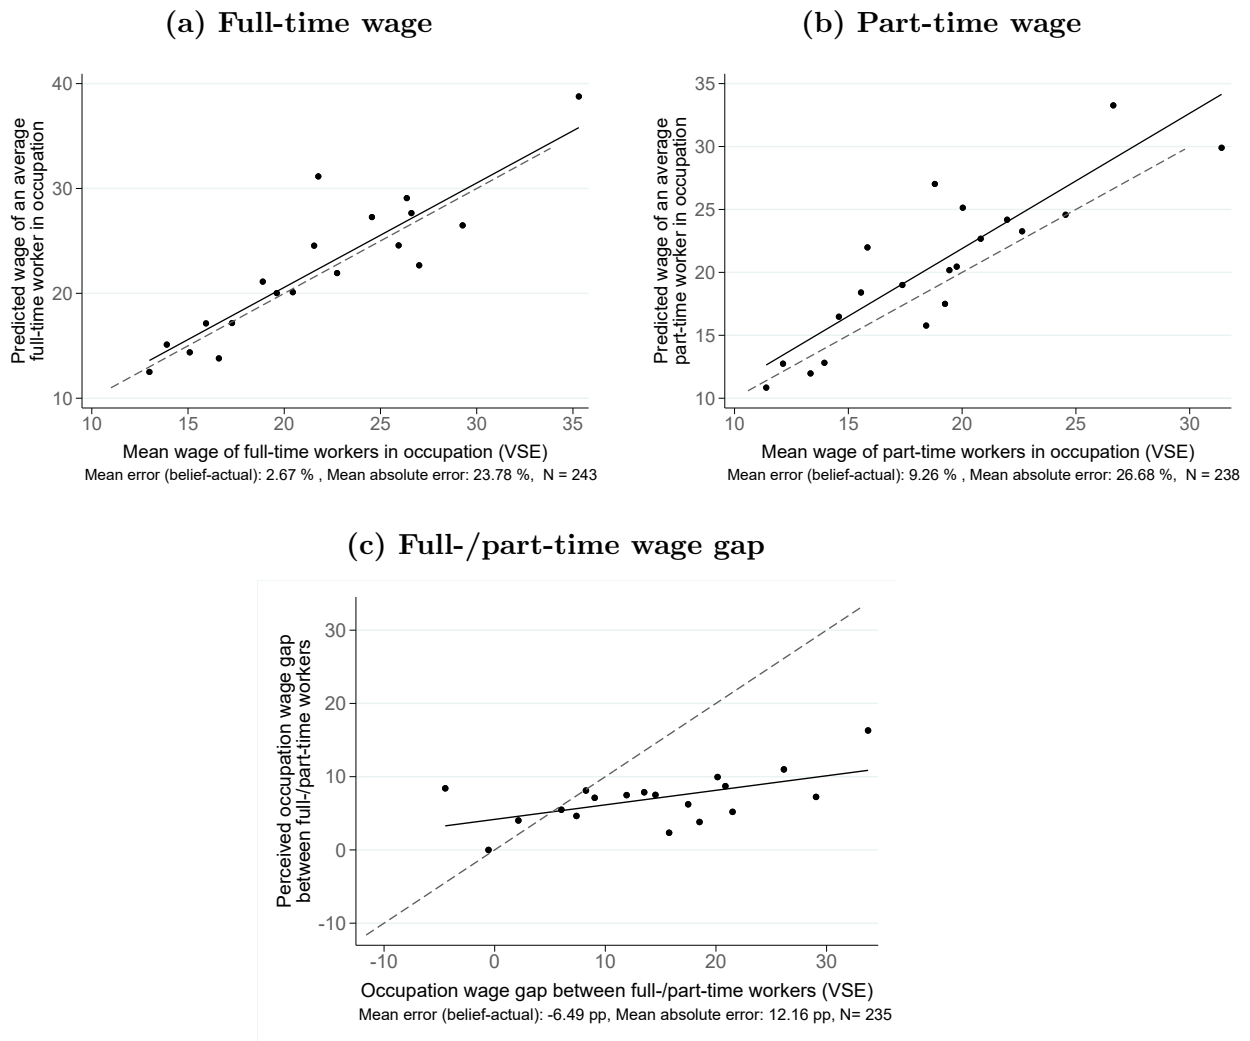 (a) Full-time wage
Predicted wage of an average
full-time worker in occupation
40
30
20
10
10 15 20 25 30 35
Mean wage of full-time workers in occupation (VSE)
Mean error (belief-actual): 2.67 % , Mean absolute error: 23.78 %, N = 243
(b) Part-time wage
Predicted wage of an average
part-time worker in occupation
35
30
25
20
15
10
10 15 20 25 30
Mean wage of part-time workers in occupation (VSE)
Mean error (belief-actual): 9.26 % , Mean absolute error: 26.68 %, N = 238
(c) Full-/part-time wage gap
Perceived occupation wage gap
between full-/part-time workers
30
20
10
0
-10
-10 0 10 20 30
Occupation wage gap between full-/part-time workers (VSE)
Mean error (belief-actual): -6.49 pp, Mean absolute error: 12.16 pp, N= 235